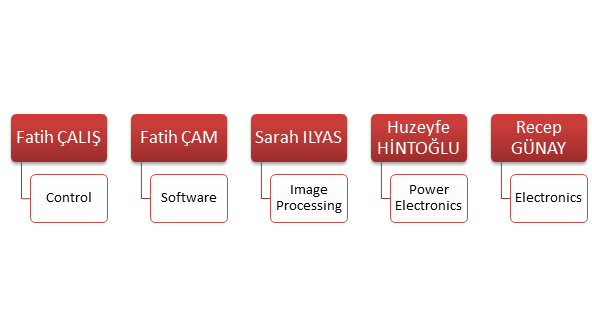 Fatih ÇALIŞ
Control
Fatih ÇAM
Software
Sarah ILYAS
Image
Processing
Huzeyfe
HİNTOĞLU
Power
Electronics
Recep
GÜNAY
Electronics